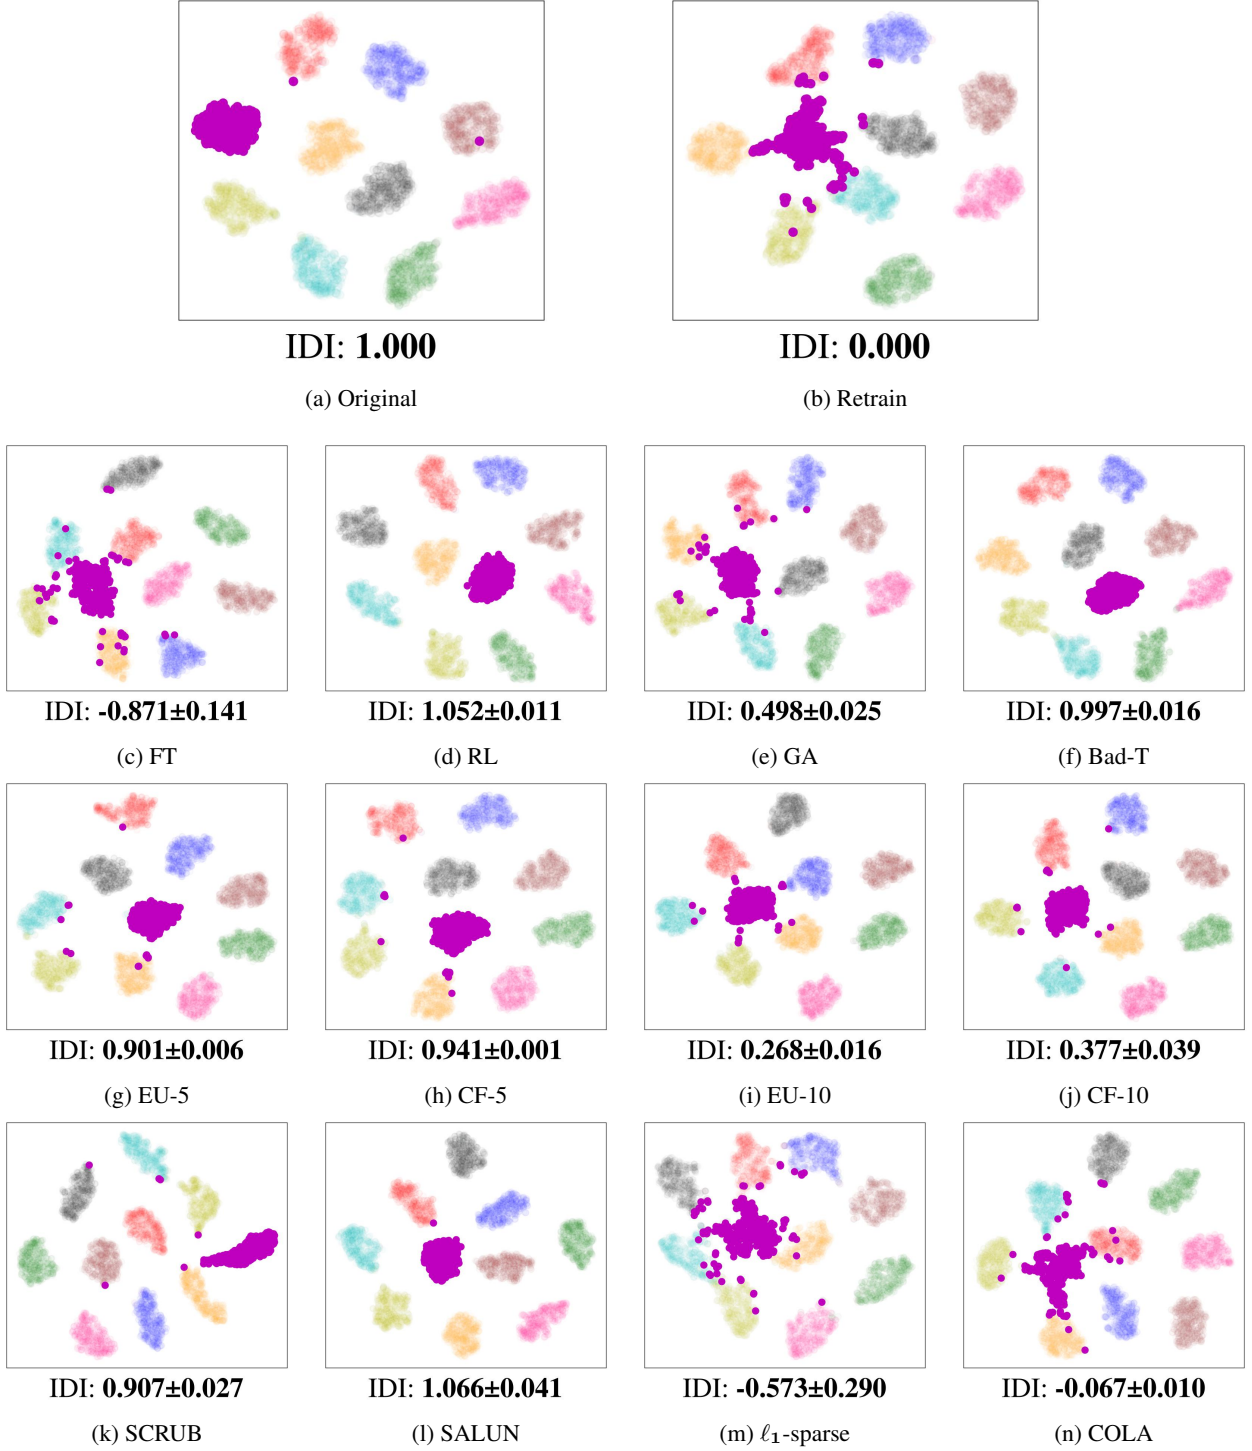 IDI: 1.000
IDI: 0.000
(a) Original
(b) Retrain
IDI: -0.871±0.141
IDI: 1.052±0.011
IDI: 0.498±0.025
IDI: 0.997±0.016
(c) FT
(d) RL
(e) GA
(f) Bad-T
IDI: 0.901±0.006
IDI: 0.941±0.001
IDI: 0.268±0.016
IDI: 0.377±0.039
(g) EU-5
(h) CF-5
(i) EU-10
(j) CF-10
IDI: 0.907±0.027
IDI: 1.066±0.041
IDI: -0.573±0.290
IDI: -0.067±0.010
(k) SCRUB
(l) SALUN
(m) ℓ1-sparse
(n) COLA